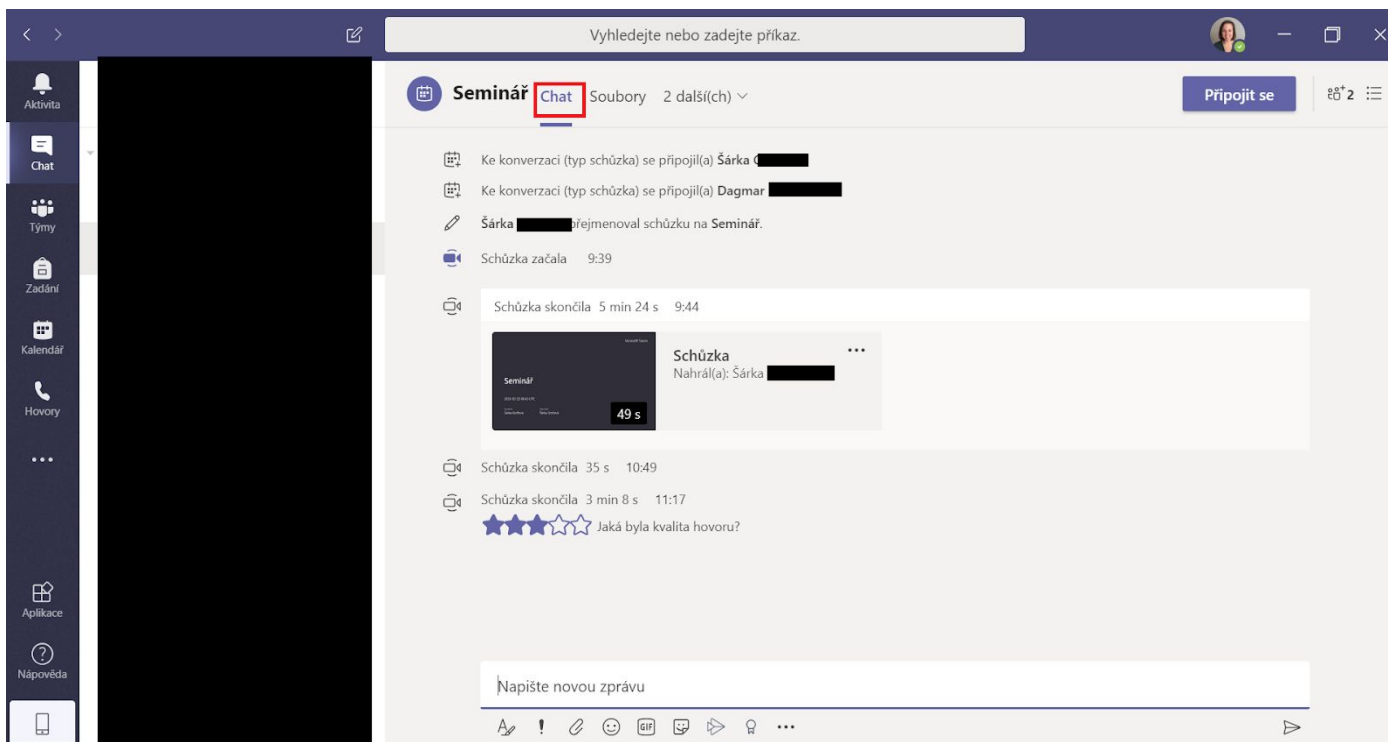 Vyhledejte nebo zadejte příkaz.
Aktivita
Chat
Týmy
Zadání
Kalendář
Hovory
Aplikace
Nápověda
Seminář Chat Soubory 2 další(ch)
Připojit se
2
Ke konverzaci (typ schůzka) se připojil(a) Šárka
Ke konverzaci (typ schůzka) se připojil(a) Dagmar
Šárka přejmenoval schůzku na Seminář.
Schůzka začala 9:39
Schůzka skončila 5 min 24 s 9:44
Seminář
49 s
Schůzka
Nahrál(a): Šárka
Schůzka skončila 35 s 10:49
Schůzka skončila 3 min 8 s 11:17
Jaká byla kvalita hovoru?
Napište novou zprávu
GIF